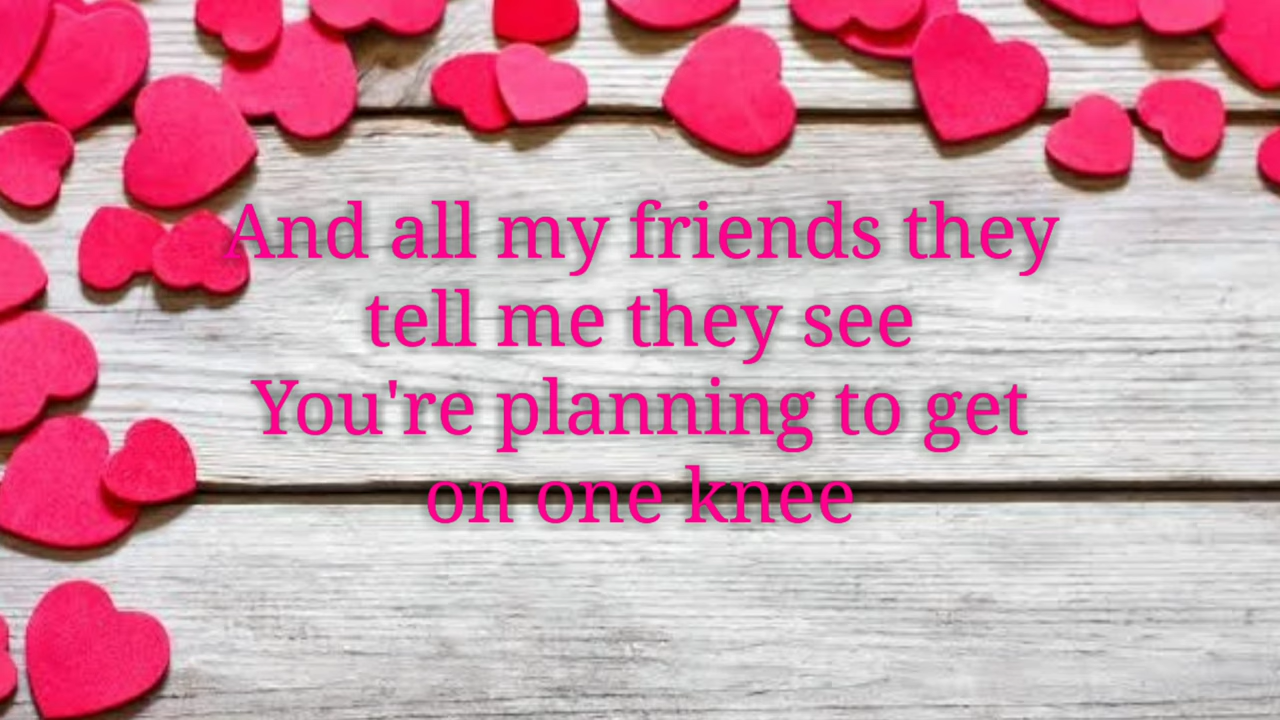 And all my friends they
tell me they see
You're planning to get
on one knee